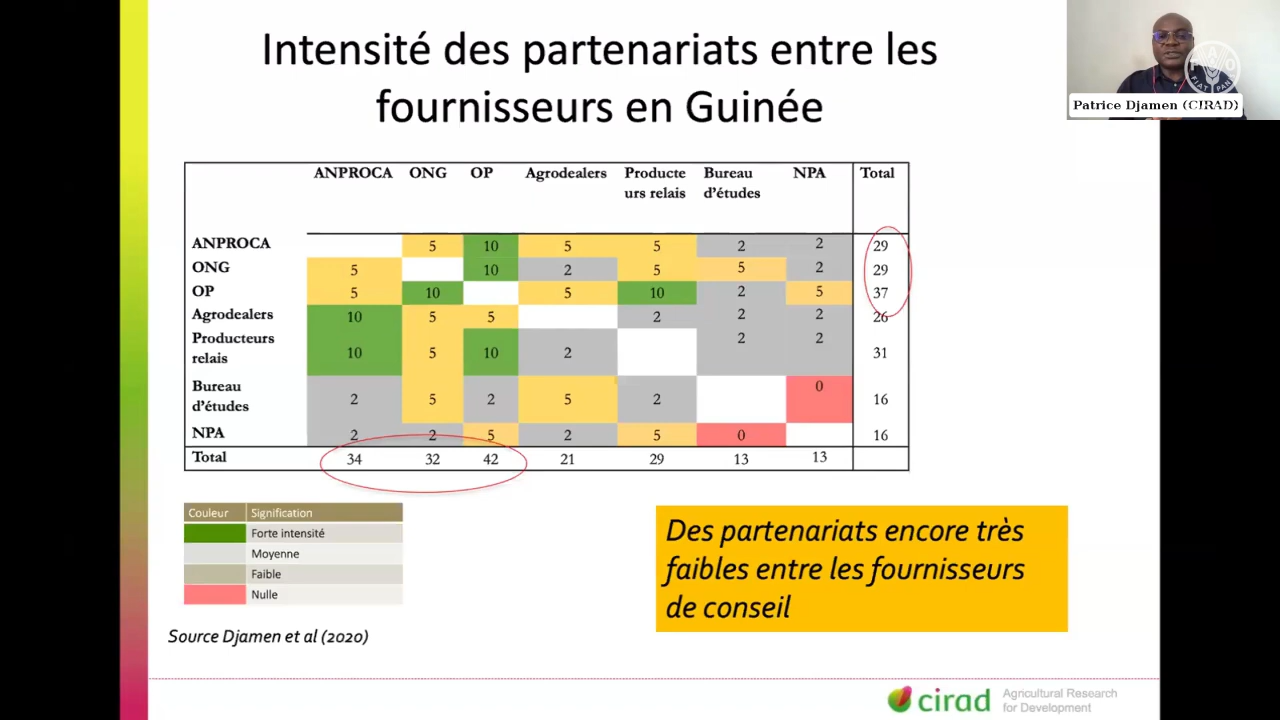 Intensité des partenariats entre les
fournisseurs en Guinée
Patrice Djamen (CIRAD)
FAO
FIAT PANIS
ANPROCA ONG OP Agrodealers Producte Bureau NPA Total
urs relais d'études
ANPROCA 5 10 5 5 2 2 29
ONG 5 10 2 5 5 2 29
OP 5 10 5 10 2 5 37
Agrodealers 10 5 5 2 2 2 26
Producteurs
relais 10 5 10 2 2 2 31
Bureau
d'études 2 5 2 5 2 0 16
NPA 2 2 5 2 5 0 16
Total 34 32 42 21 29 13 13
Couleur Signification
Forte intensité
Moyenne
Faible
Nulle
Des partenariats encore très
faibles entre les fournisseurs
de conseil
Source Djamen et al (2020)
cirad Agricultural Research
for Development